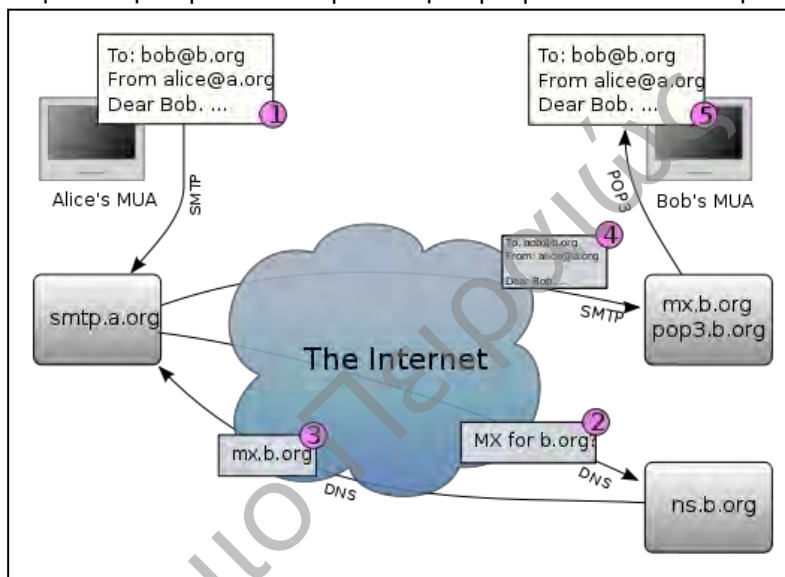 To: bob@b.org
From alice@a.org
Dear Bob. ...
1
Alice's MUA
SMTP
To: bob@b.org
From alice@a.org
Dear Bob. ...
5
Bob's MUA
POP3
To: bob@b.org
From: alice@a.org
Dear Bob....
4
SMTP
smtp.a.org
mx.b.org
pop3.b.org
The Internet
mx.b.org
3
DNS
MX for b.org?
2
DNS
ns.b.org